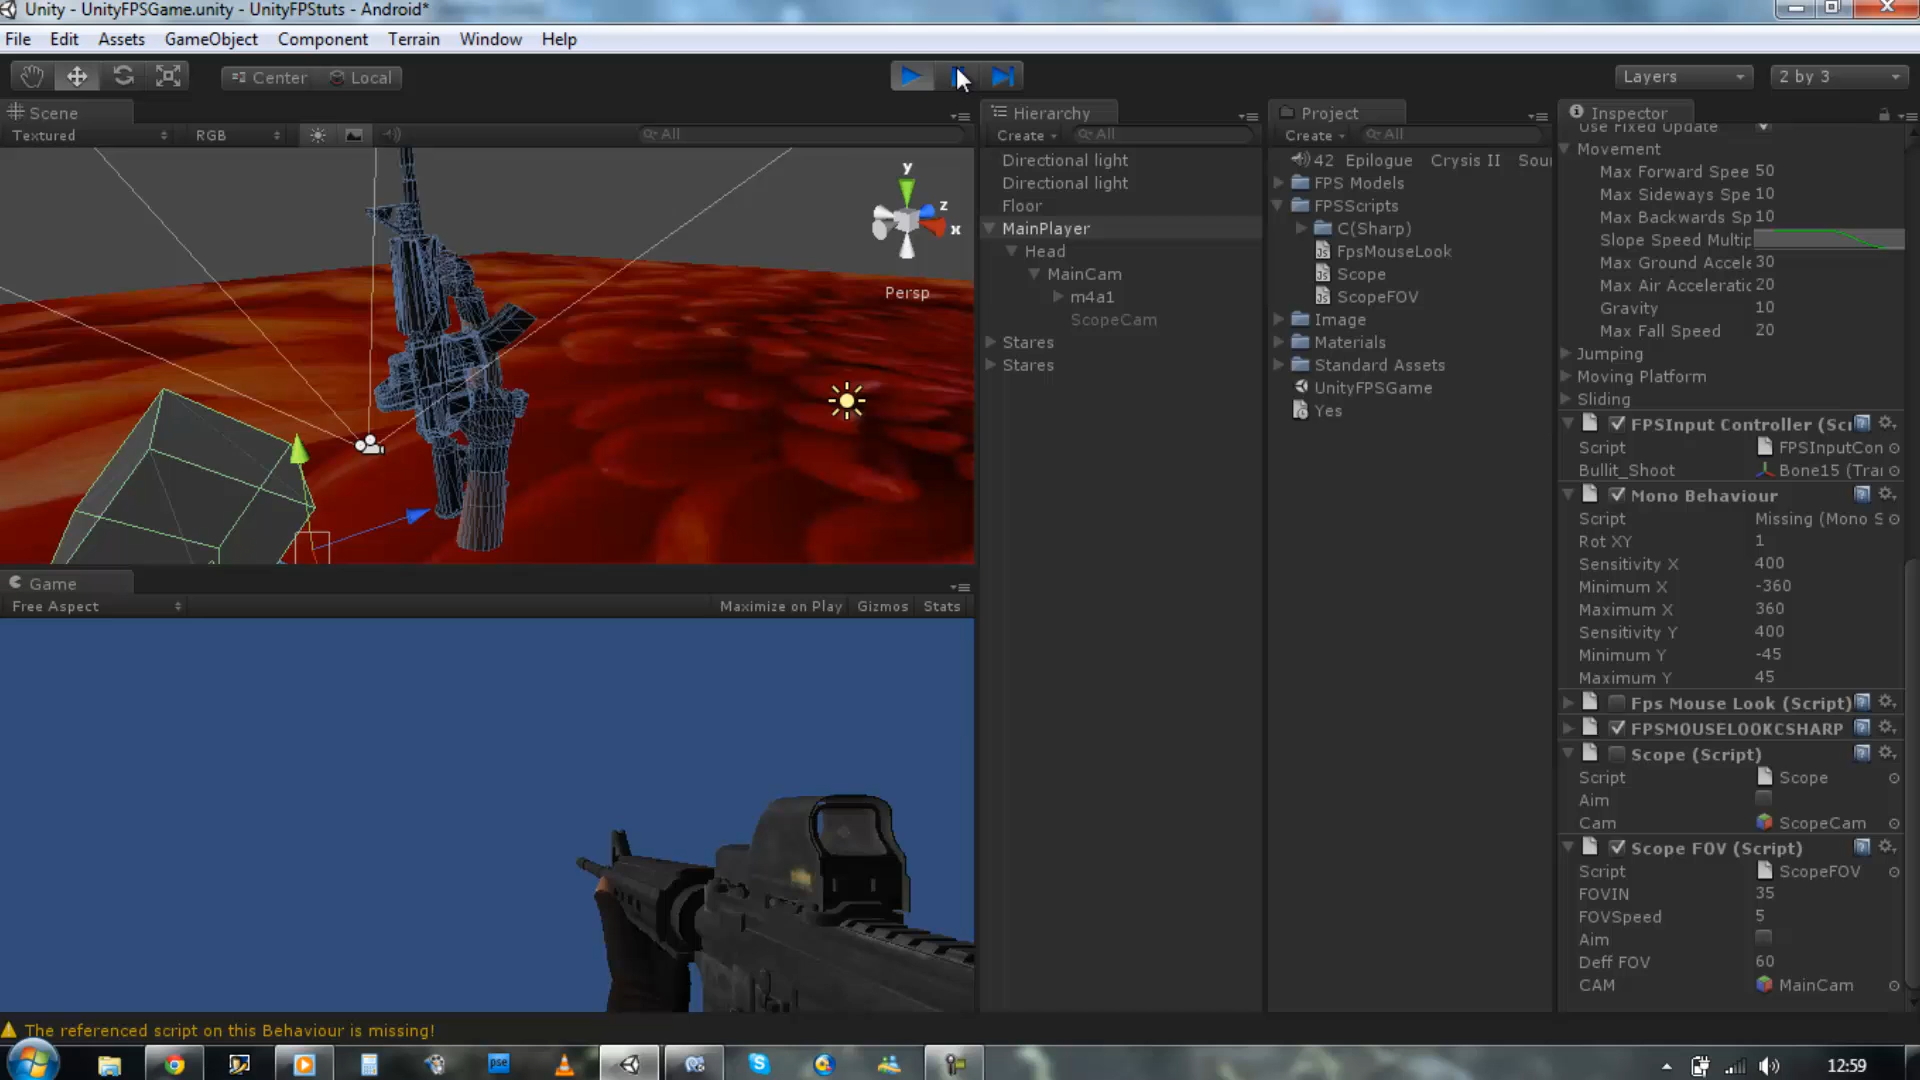 Unity - UnityFPSGame.unity - UnityFPStuts - Android*
File Edit Assets GameObject Component Terrain Window Help
Center Local
Layers
2 by 3
Scene
Textured RGB All
y
z
x
Persp
Game
Free Aspect
Maximize on Play Gizmos Stats
Hierarchy
Create All
Directional light
Directional light
Floor
MainPlayer
Head
MainCam
m4a1
ScopeCam
Stares
Stares
Project
Create All
42 Epilogue Crysis II Sou
FPS Models
FPSScripts
C(Sharp)
FpsMouseLook
Scope
ScopeFOV
Image
Materials
Standard Assets
UnityFPSGame
Yes
Inspector
Use Fixed Update
Movement
Max Forward Spee 50
Max Sideways Spe 10
Max Backwards Sp 10
Slope Speed Multip
Max Ground Accele 30
Max Air Acceleratic 20
Gravity 10
Max Fall Speed 20
Jumping
Moving Platform
Sliding
FPSInput Controller (Scr
Script FPSInputCon
Bullit_Shoot Bone15 (Trai
Mono Behaviour
Script Missing (Mono S
Rot XY 1
Sensitivity X 400
Minimum X -360
Maximum X 360
Sensitivity Y 400
Minimum Y -45
Maximum Y 45
Fps Mouse Look (Script)
FPSMOUSELOOKCSHARP
Scope (Script)
Script Scope
Aim
Cam ScopeCam
Scope FOV (Script)
Script ScopeFOV
FOVIN 35
FOVSpeed 5
Aim
Deff FOV 60
CAM MainCam
The referenced script on this Behaviour is missing!
pse
12:59